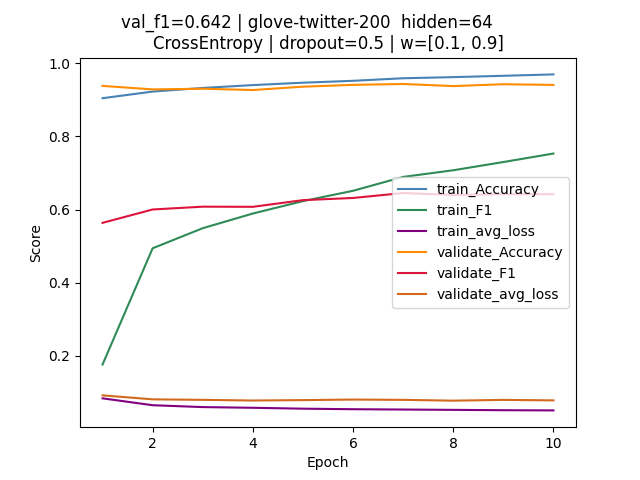 val_f1=0.642 | glove-twitter-200  hidden=64
CrossEntropy | dropout=0.5 | w=[0.1, 0.9]
1.0
0.8
0.6
0.4
0.2
Score
train_Accuracy
train_F1
train_avg_loss
validate_Accuracy
validate_F1
validate_avg_loss
2 4 6 8 10
Epoch